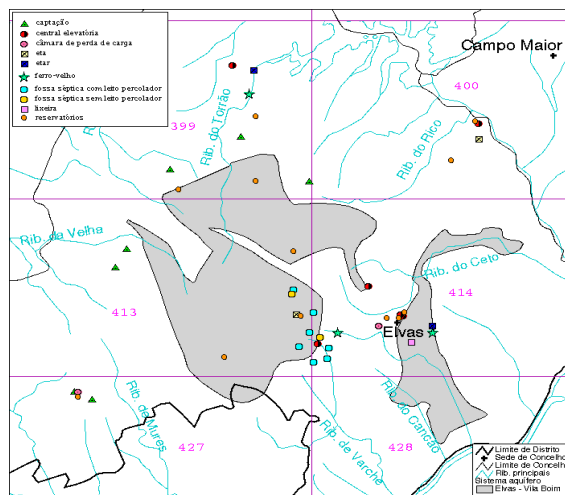 captação
central elevatória
câmara de perda de carga
eta
etar
ferro-velho
fossa séptica com leito percolador
fossa séptica sem leito percolador
lixeira
reservatórios
Campo Maior
400
399
Rib. do Torrão
Rib. do Rico
Rib. da Velha
Rib. do Ceto
413
414
Elvas
Rib. de Mures
Rib. do Cancão
427
Rib. de Varche
428
Limite de Distrito
Sede de Concelho
Limite de Concelho
Rib. principais
Sistema aquífero
Elvas - Vila Boim